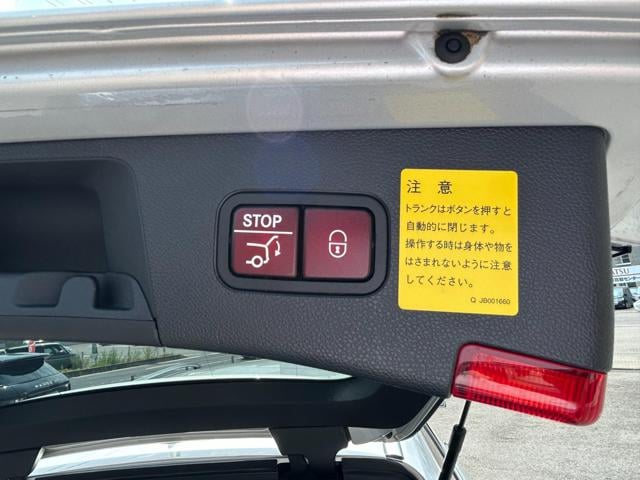 STOP
注 意
トランクはボタンを押すと
自動的に閉じます。
操作する時は身体や物を
はさまれないように注意
してください。
Q JB001660